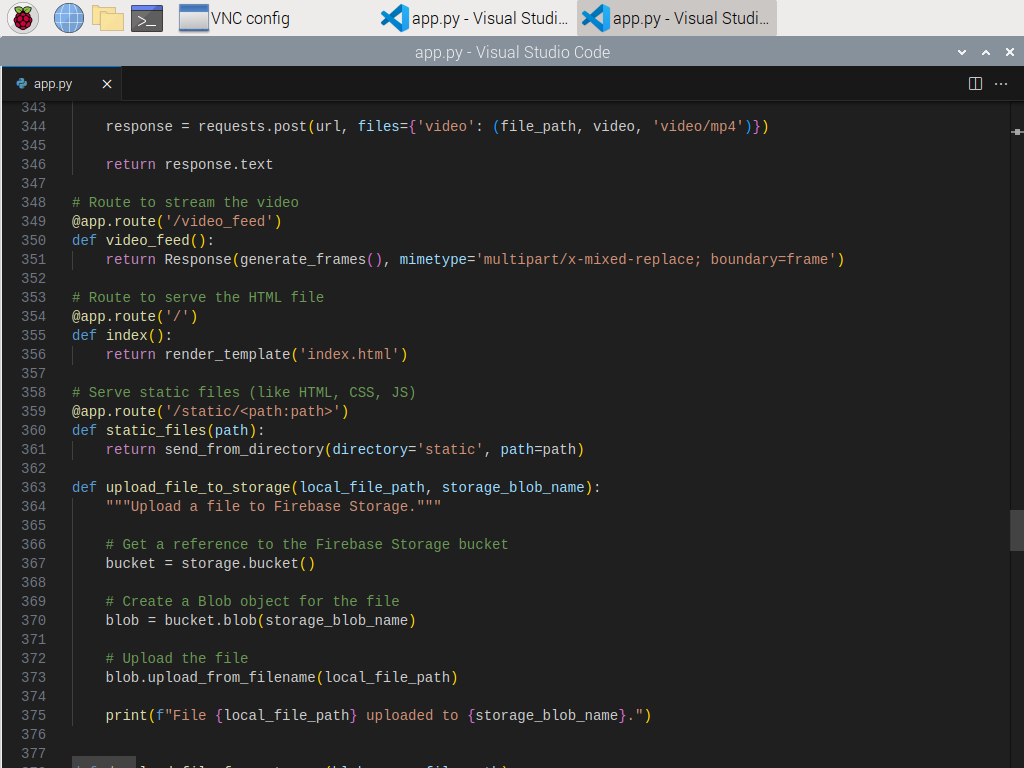 VNC config
app.py - Visual Studi...
app.py - Visual Studi...
app.py - Visual Studio Code
app.py
343
344 response = requests.post(url, files={'video': (file_path, video, 'video/mp4')})
345
346 return response.text
347
348 # Route to stream the video
349 @app.route('/video_feed')
350 def video_feed():
351 return Response(generate_frames(), mimetype='multipart/x-mixed-replace; boundary=frame')
352
353 # Route to serve the HTML file
354 @app.route('/')
355 def index():
356 return render_template('index.html')
357
358 # Serve static files (like HTML, CSS, JS)
359 @app.route('/static/<path:path>')
360 def static_files(path):
361 return send_from_directory(directory='static', path=path)
362
363 def upload_file_to_storage(local_file_path, storage_blob_name):
364 """Upload a file to Firebase Storage."""
365
366 # Get a reference to the Firebase Storage bucket
367 bucket = storage.bucket()
368
369 # Create a Blob object for the file
370 blob = bucket.blob(storage_blob_name)
371
372 # Upload the file
373 blob.upload_from_filename(local_file_path)
374
375 print(f"File {local_file_path} uploaded to {storage_blob_name}.")
376
377